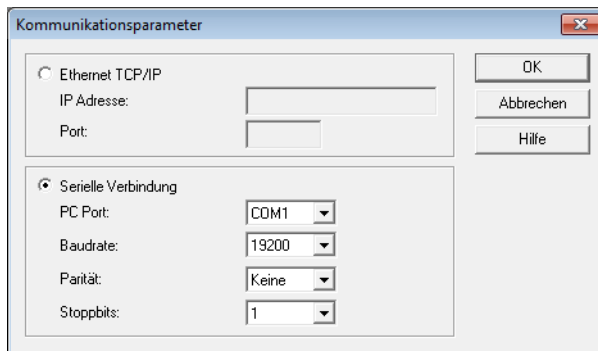 Kommunikationsparameter
Ethernet TCP/IP
IP Adresse:
Port:
OK
Abbrechen
Hilfe
Serielle Verbindung
PC Port: COM1
Baudrate: 19200
Parität: Keine
Stoppbits: 1